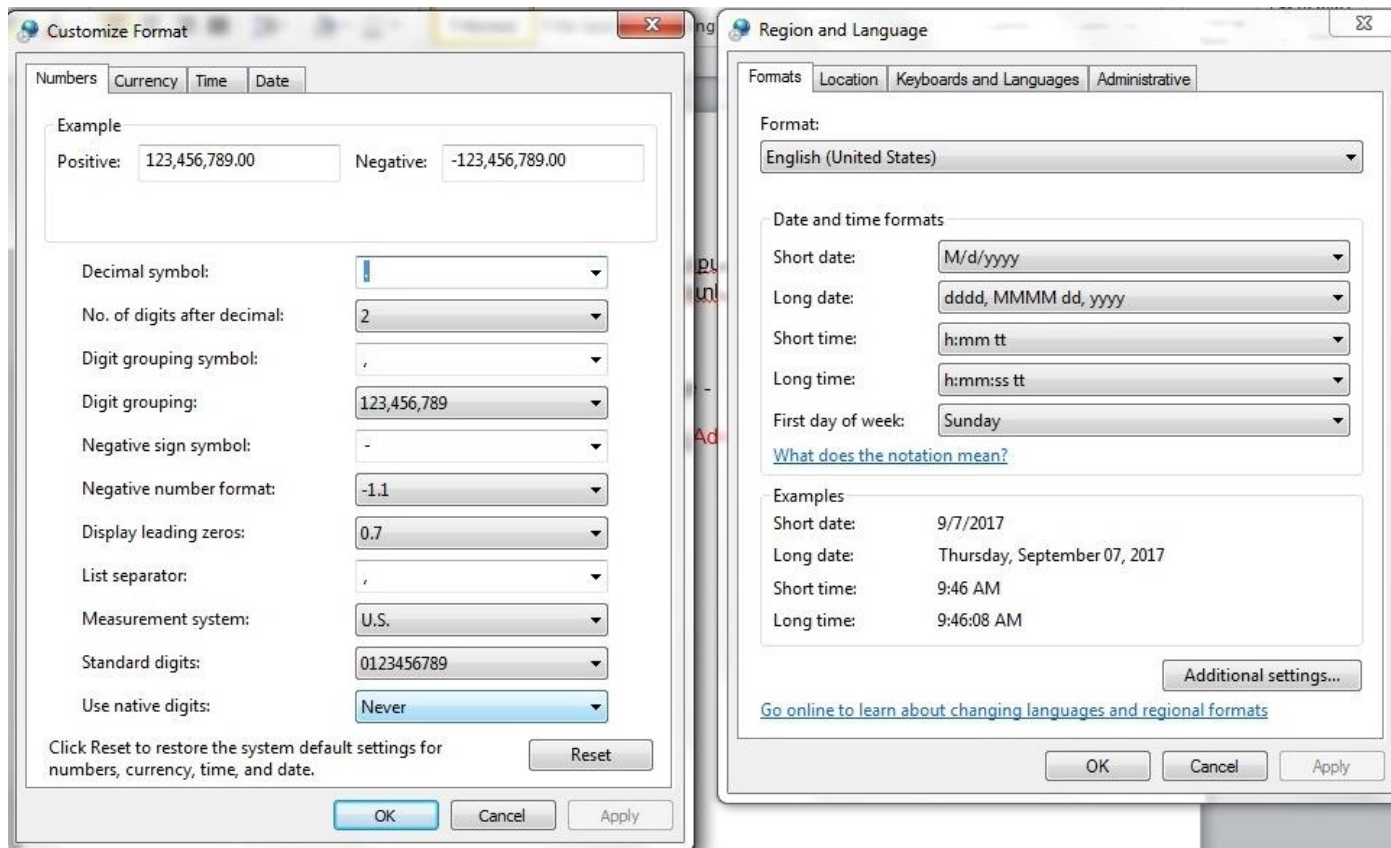 Customize Format
Numbers Currency Time Date
Example
Positive: 123,456,789.00 Negative: -123,456,789.00
Decimal symbol: .
No. of digits after decimal: 2
Digit grouping symbol: ,
Digit grouping: 123,456,789
Negative sign symbol: -
Negative number format: -1.1
Display leading zeros: 0.7
List separator: ,
Measurement system: U.S.
Standard digits: 0123456789
Use native digits: Never
Click Reset to restore the system default settings for
numbers, currency, time, and date.
Reset
OK Cancel Apply
ng
pu
unl
-
Ad
Region and Language
Formats Location Keyboards and Languages Administrative
Format:
English (United States)
Date and time formats
Short date: M/d/yyyy
Long date: dddd, MMMM dd, yyyy
Short time: h:mm tt
Long time: h:mm:ss tt
First day of week: Sunday
What does the notation mean?
Examples
Short date: 9/7/2017
Long date: Thursday, September 07, 2017
Short time: 9:46 AM
Long time: 9:46:08 AM
Additional settings...
Go online to learn about changing languages and regional formats
OK Cancel Apply